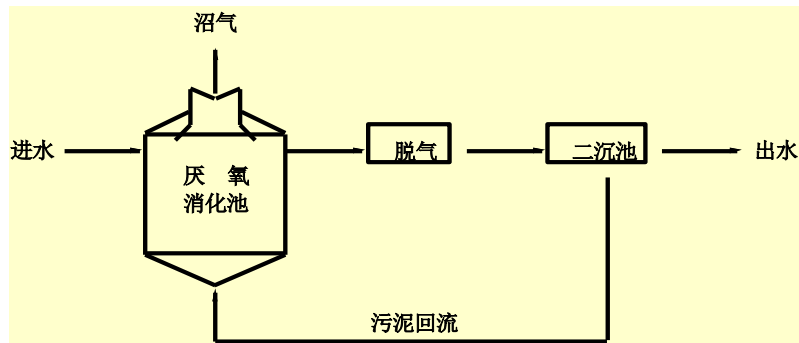 沼气
进水
厌 氧
消化池
脱气
二沉池
出水
污泥回流